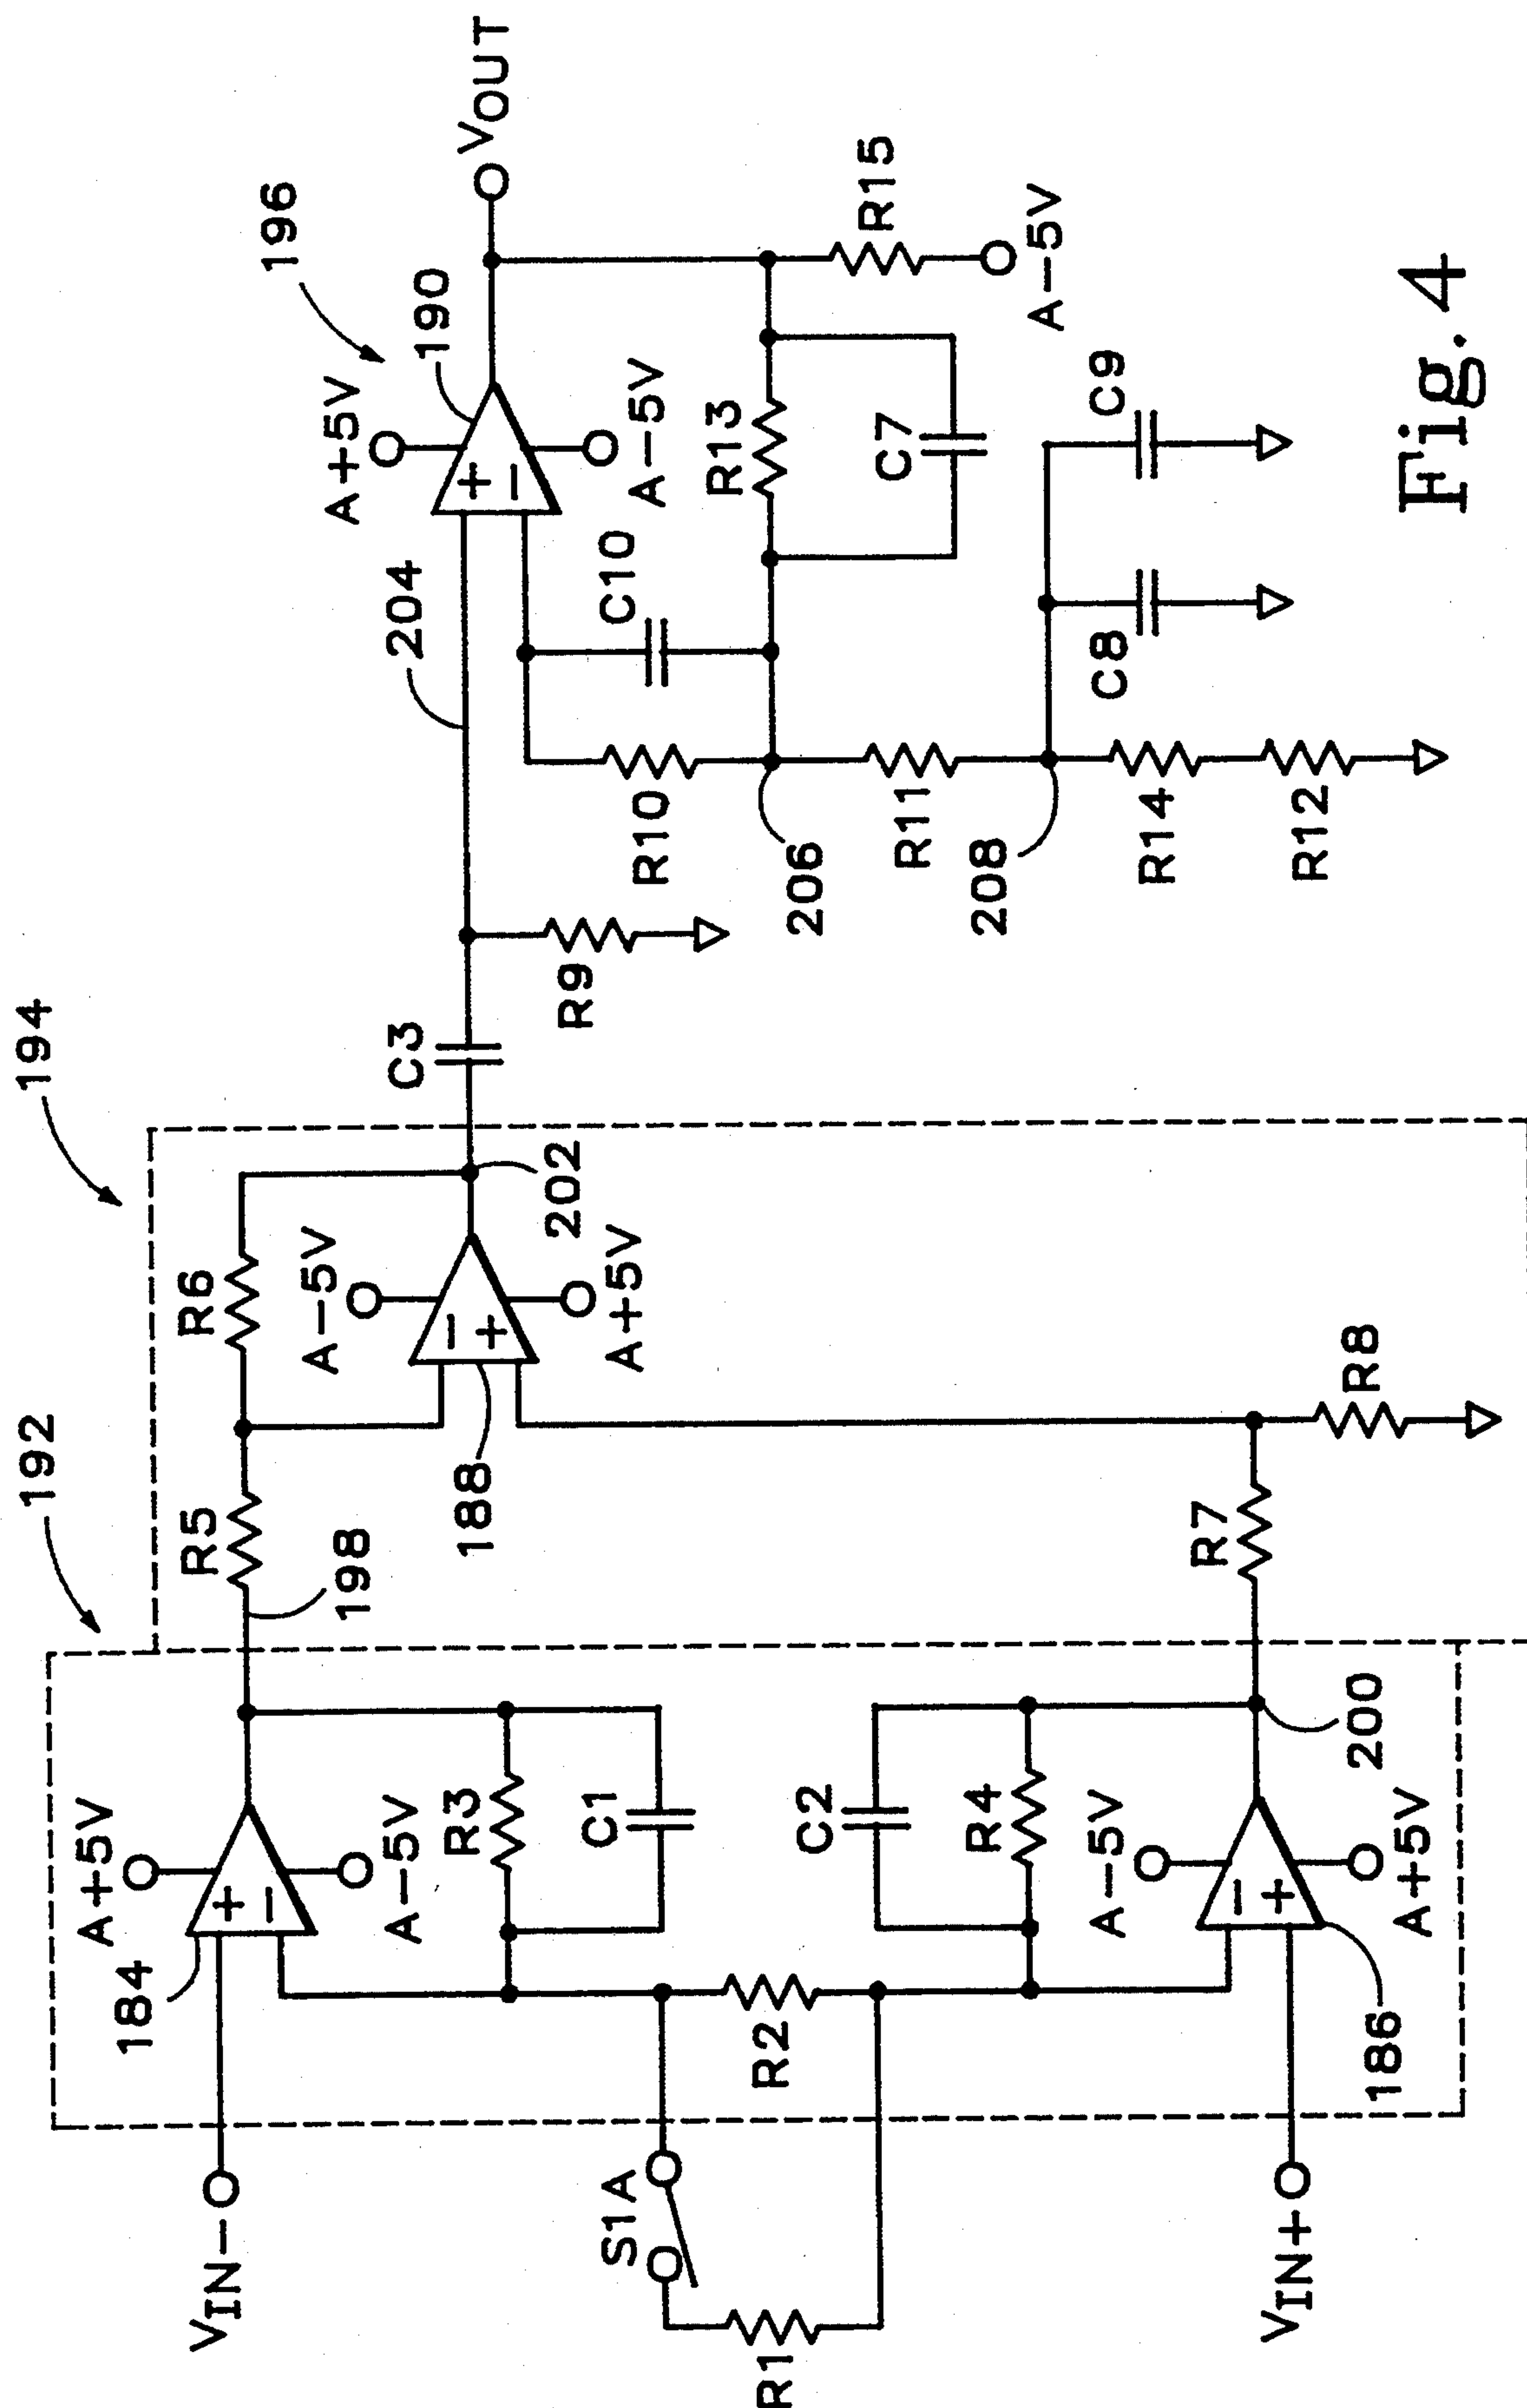 192
194
196
A+5V
184
VIN−
A−5V
R3
C1
S1A
R1
R2
C2
R4
A−5V
186
A+5V
VIN+
200
198
R5
R6
A−5V
188
A+5V
202
R7
R8
C3
R9
204
A+5V
190
A−5V
VOUT
R10
C10
R13
C7
R15
A−5V
206
R11
208
C8
C9
R14
R12
Fig. 4